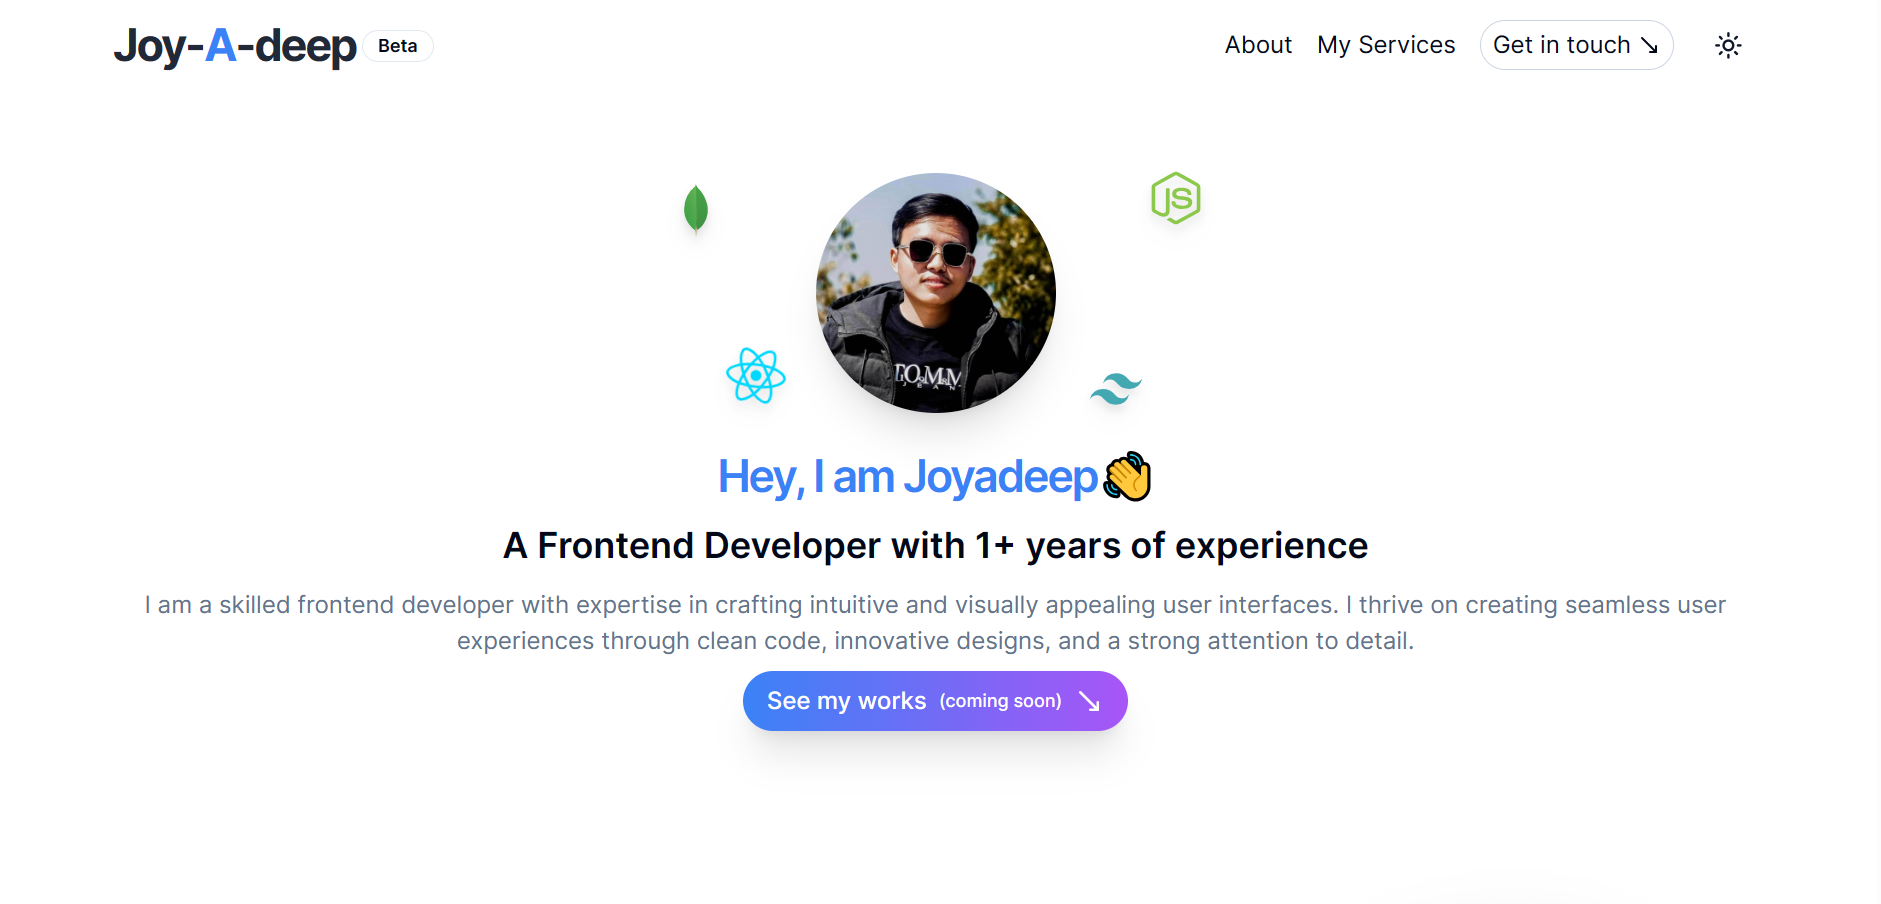 Joy-A-deep Beta
About My Services Get in touch
JS
TOMM
JEAN
Hey, I am Joyadeep
A Frontend Developer with 1+ years of experience
I am a skilled frontend developer with expertise in crafting intuitive and visually appealing user interfaces. I thrive on creating seamless user
experiences through clean code, innovative designs, and a strong attention to detail.
See my works (coming soon)